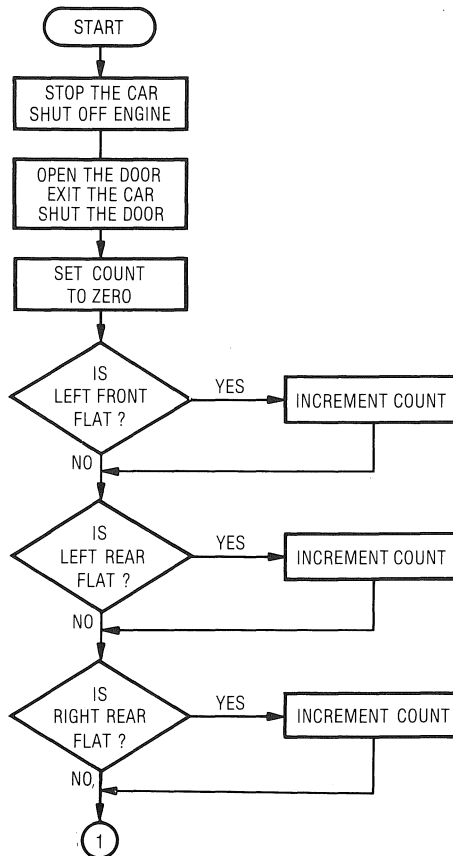 START
STOP THE CAR
SHUT OFF ENGINE
OPEN THE DOOR
EXIT THE CAR
SHUT THE DOOR
SET COUNT
TO ZERO
IS
LEFT FRONT
FLAT ?
YES
INCREMENT COUNT
NO
IS
LEFT REAR
FLAT ?
YES
INCREMENT COUNT
NO
IS
RIGHT REAR
FLAT ?
YES
INCREMENT COUNT
NO
1